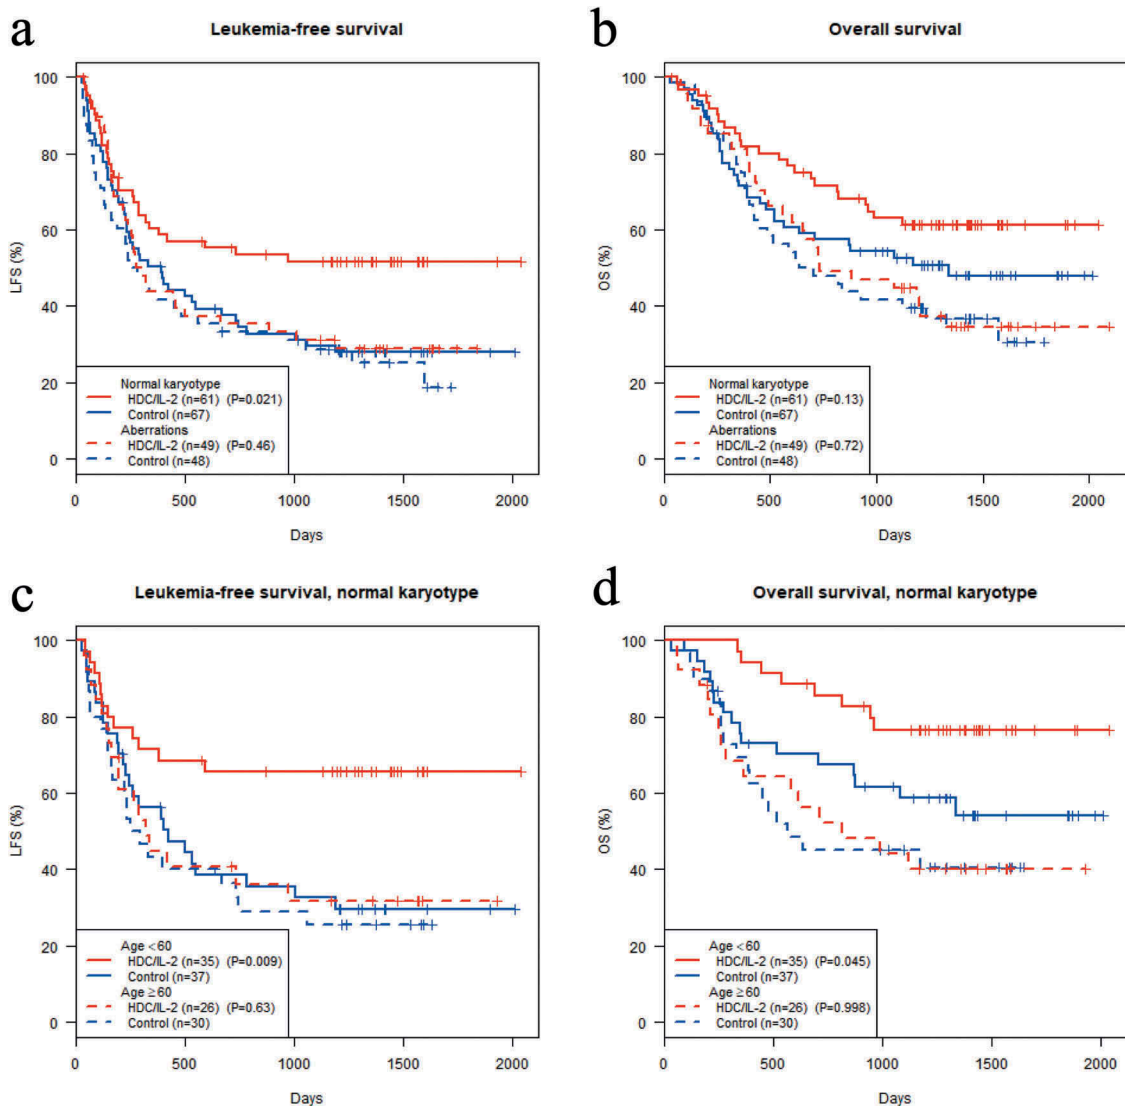 a
Leukemia-free survival
LFS (%)
100
80
60
40
20
0
Normal karyotype
HDC/IL-2 (n=61) (P=0.021)
Control (n=67)
Aberrations
HDC/IL-2 (n=49) (P=0.46)
Control (n=48)
0 500 1000 1500 2000
Days
b
Overall survival
OS (%)
100
80
60
40
20
0
Normal karyotype
HDC/IL-2 (n=61) (P=0.13)
Control (n=67)
Aberrations
HDC/IL-2 (n=49) (P=0.72)
Control (n=48)
0 500 1000 1500 2000
Days
c
Leukemia-free survival, normal karyotype
LFS (%)
100
80
60
40
20
0
Age <60
HDC/IL-2 (n=35) (P=0.009)
Control (n=37)
Age ≥60
HDC/IL-2 (n=26) (P=0.63)
Control (n=30)
0 500 1000 1500 2000
Days
d
Overall survival, normal karyotype
OS (%)
100
80
60
40
20
0
Age <60
HDC/IL-2 (n=35) (P=0.045)
Control (n=37)
Age ≥60
HDC/IL-2 (n=26) (P=0.998)
Control (n=30)
0 500 1000 1500 2000
Days